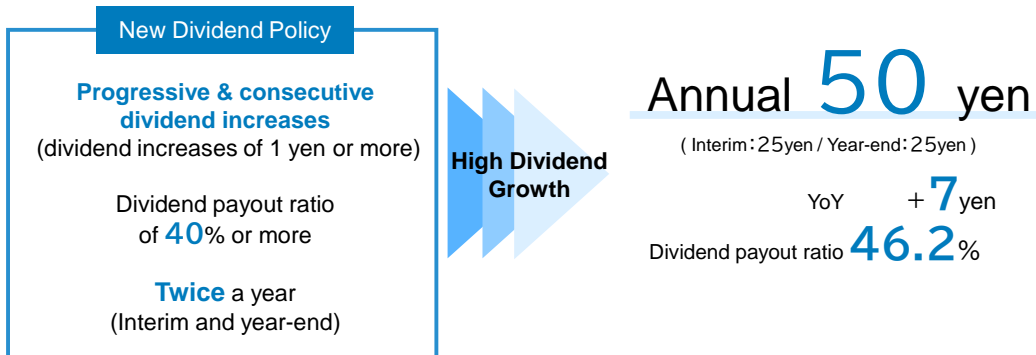 New Dividend Policy
Progressive & consecutive
dividend increases
(dividend increases of 1 yen or more)
Dividend payout ratio
of 40% or more
Twice a year
(Interim and year-end)
High Dividend
Growth
Annual 50 yen
( Interim:25yen / Year-end:25yen )
YoY +7yen
Dividend payout ratio 46.2%